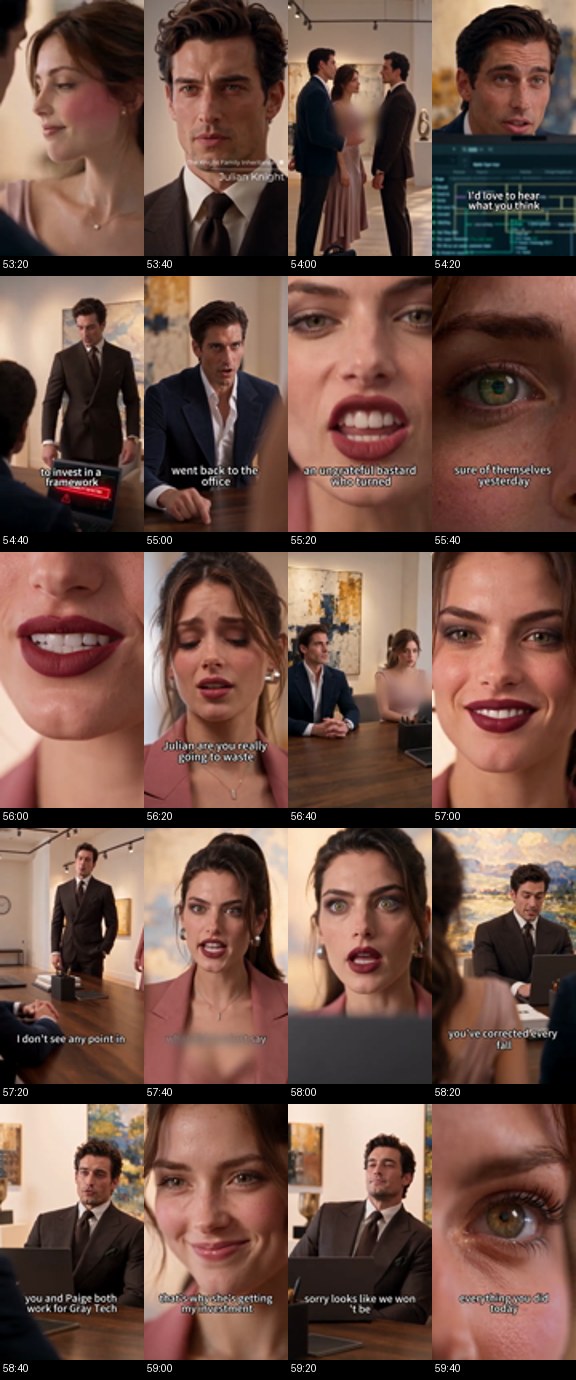 Julian Knight
53:20
53:40
54:00
I'd love to hear
what you think
54:20
to invest in a
framework
54:40
went back to the
office
55:00
an ungrateful bastard
who turned
55:20
sure of themselves
yesterday
55:40
56:00
Julian are you really
going to waste
56:20
56:40
57:00
I don't see any point in
57:20
say
57:40
58:00
you've corrected every
fall
58:20
you and Paige both
work for Gray Tech
58:40
that's why she's getting
my investment
59:00
sorry looks like we won
't be
59:20
everything you did
today
59:40